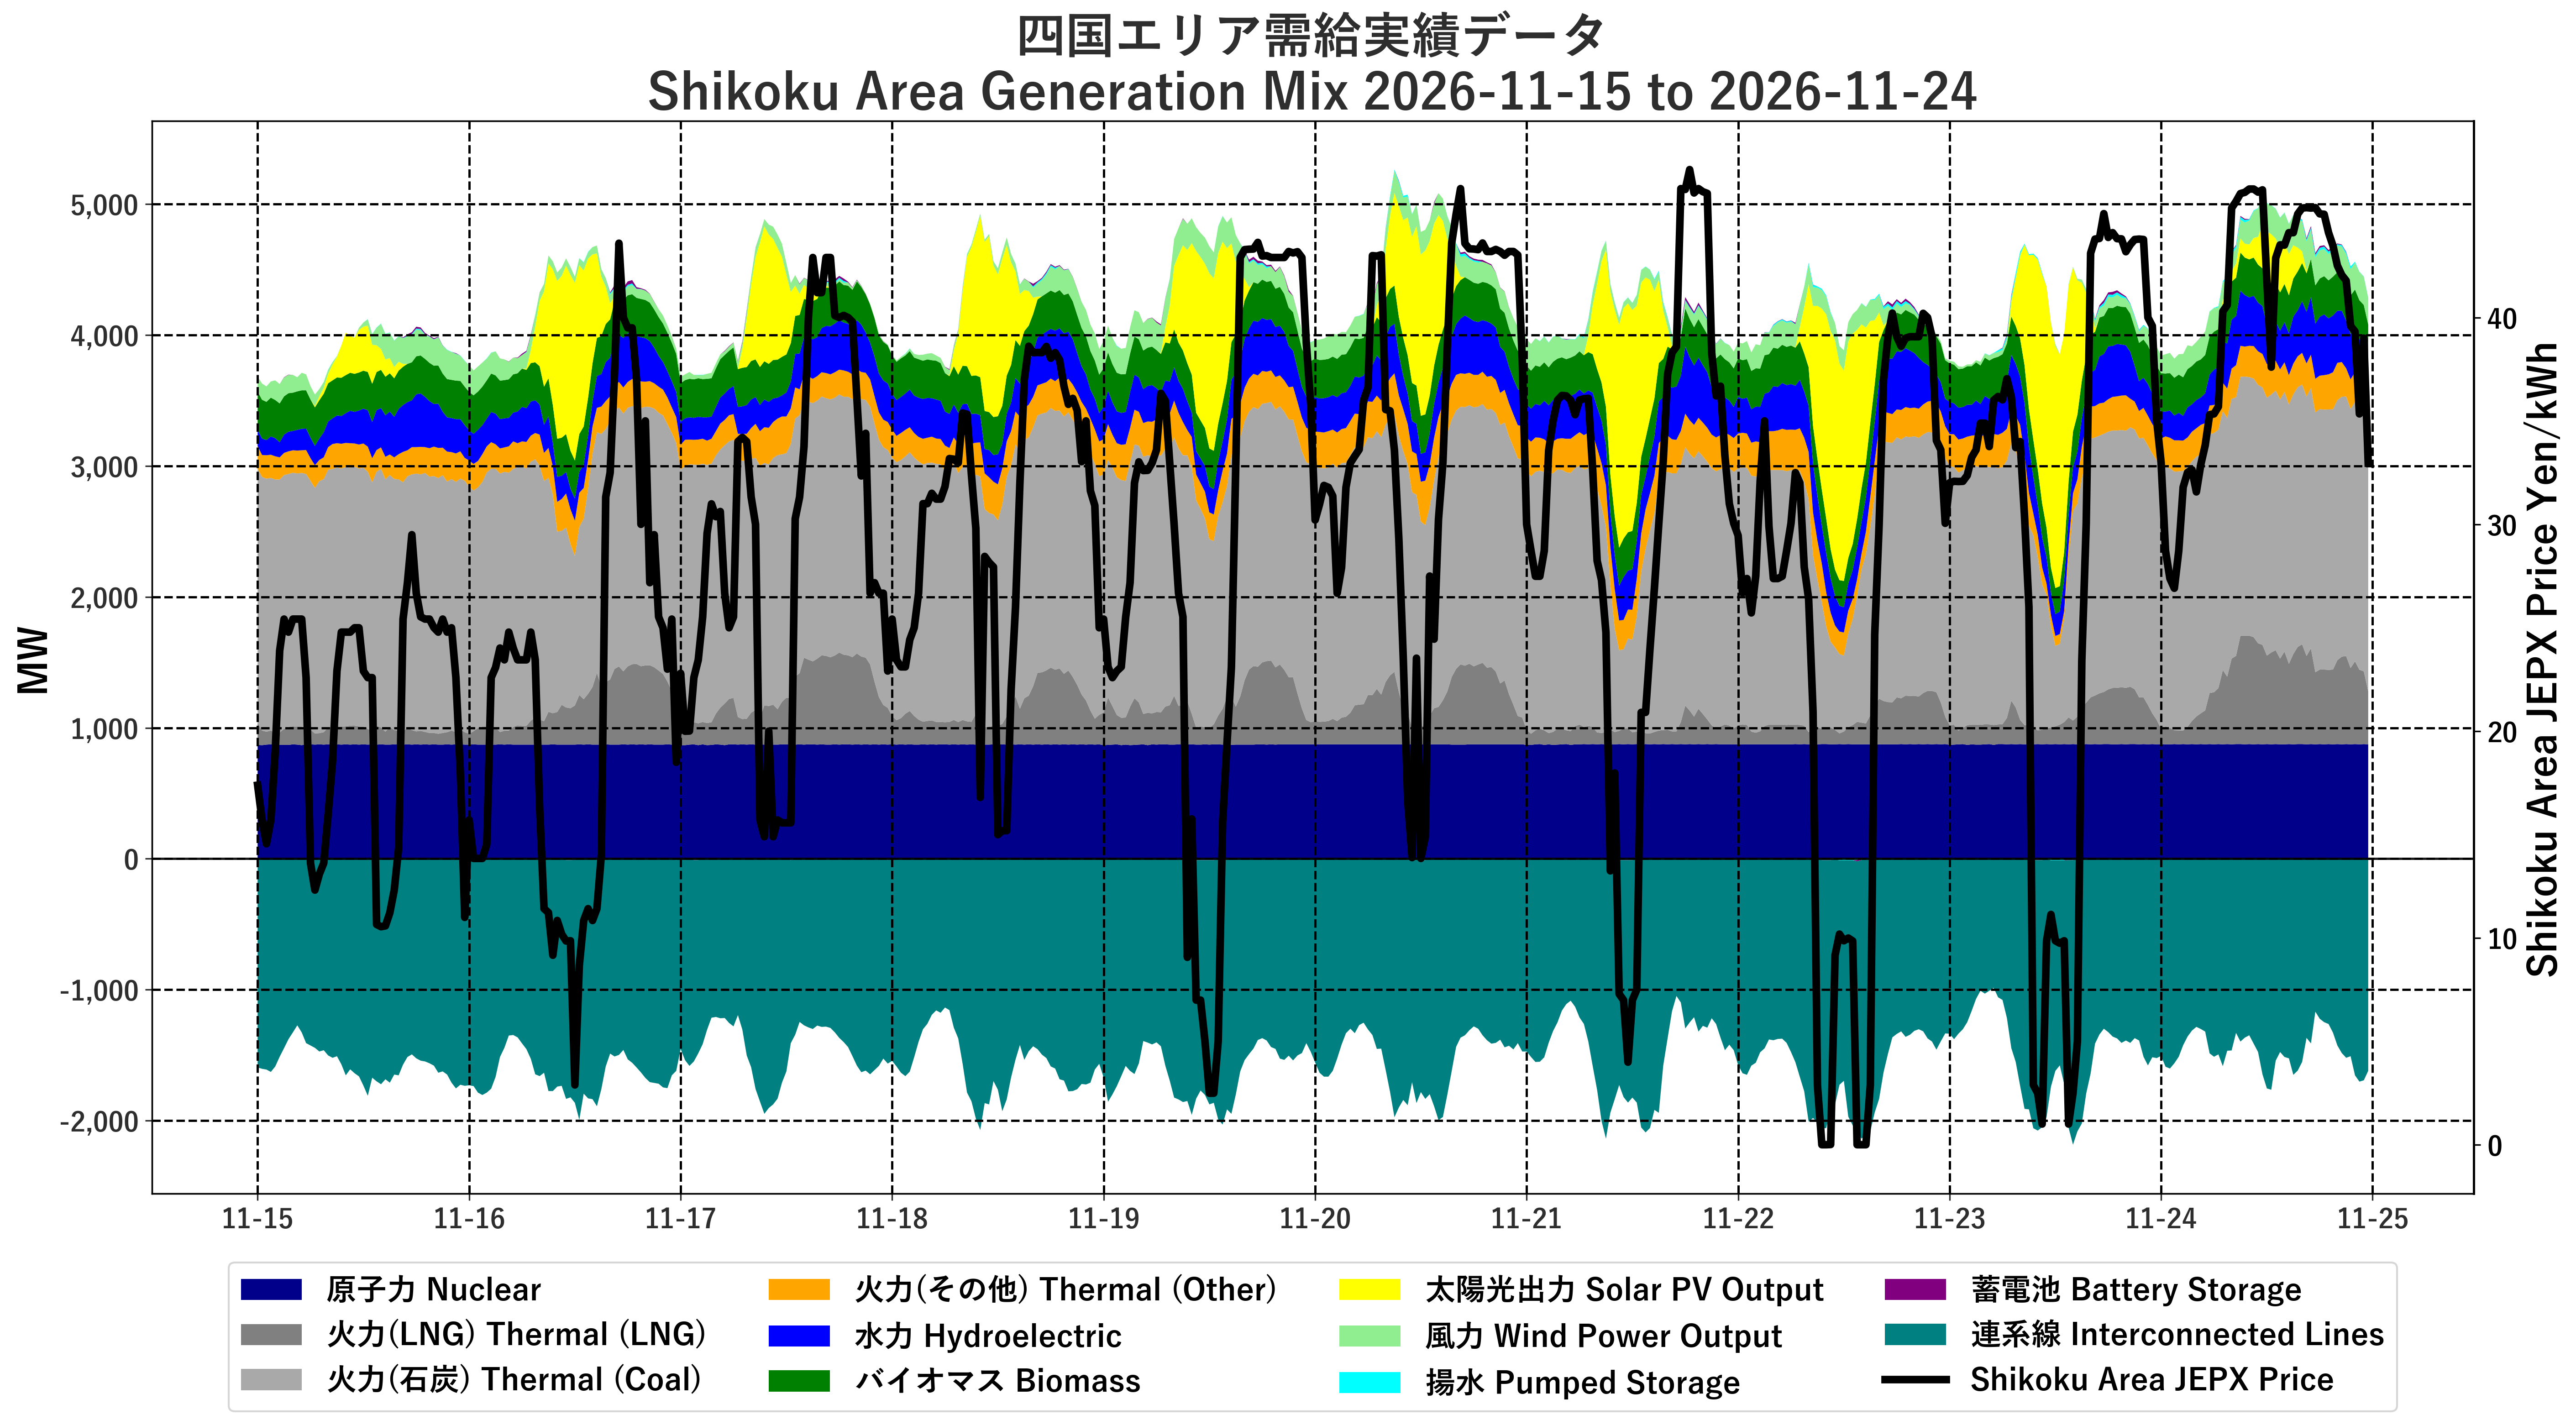 四国エリア需給実績データ
Shikoku Area Generation Mix 2026-11-15 to 2026-11-24
MW
5,000
4,000
3,000
2,000
1,000
0
-1,000
-2,000
40
30
20
10
0
Shikoku Area JEPX Price Yen/kWh
11-15 11-16 11-17 11-18 11-19 11-20 11-21 11-22 11-23 11-24 11-25
原子力 Nuclear
火力(LNG) Thermal (LNG)
火力(石炭) Thermal (Coal)
火力(その他) Thermal (Other)
水力 Hydroelectric
バイオマス Biomass
太陽光出力 Solar PV Output
風力 Wind Power Output
揚水 Pumped Storage
蓄電池 Battery Storage
連系線 Interconnected Lines
Shikoku Area JEPX Price